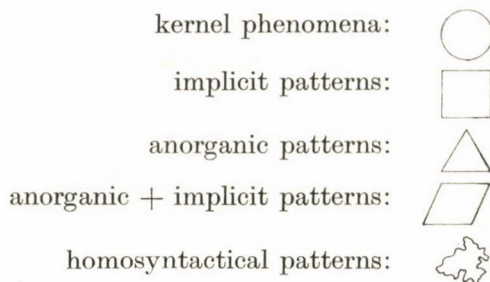 kernel phenomena:
implicit patterns:
anorganic patterns:
anorganic + implicit patterns:
homosyntactical patterns: